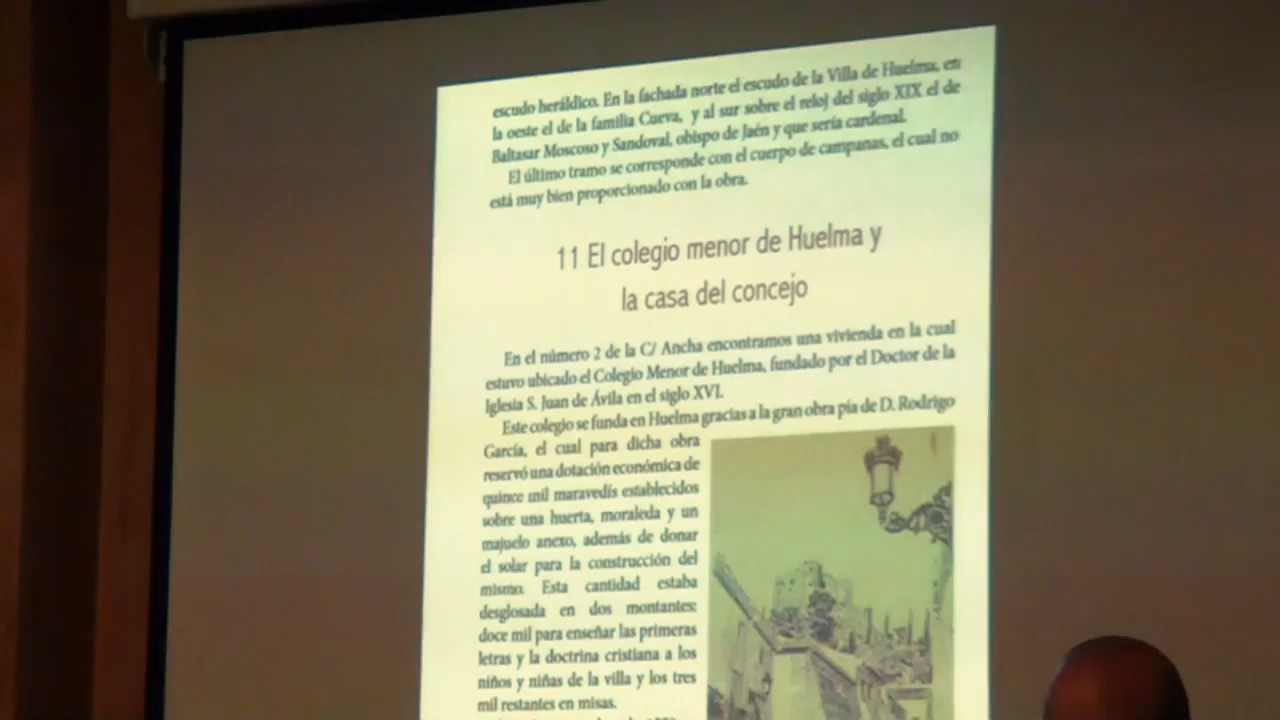 escudo heráldico. En la fachada norte el escudo de la Villa de Huelma, en
la oeste el de la familia Cueva, y al sur sobre el reloj del siglo XIX el de
Baltasar Moscoso y Sandoval, obispo de Jaén y que sería cardenal.
El último tramo se corresponde con el cuerpo de campanas, el cual no
está muy bien proporcionado con la obra.
11 El colegio menor de Huelma y
la casa del concejo
En el número 2 de la C/ Ancha encontramos una vivienda en la cual
estuvo ubicado el Colegio Menor de Huelma, fundado por el Doctor de la
Iglesia S. Juan de Ávila en el siglo XVI.
Este colegio se funda en Huelma gracias a la gran obra pía de D. Rodrigo
García, el cual para dicha obra
reservó una dotación económica de
quince mil maravedís establecidos
sobre una huerta, moraleda y un
majuelo anexo, además de donar
el solar para la construcción del
mismo. Esta cantidad estaba
desglosada en dos montantes:
doce mil para enseñar las primeras
letras y la doctrina cristiana a los
niños y niñas de la villa y los tres
mil restantes en misas.